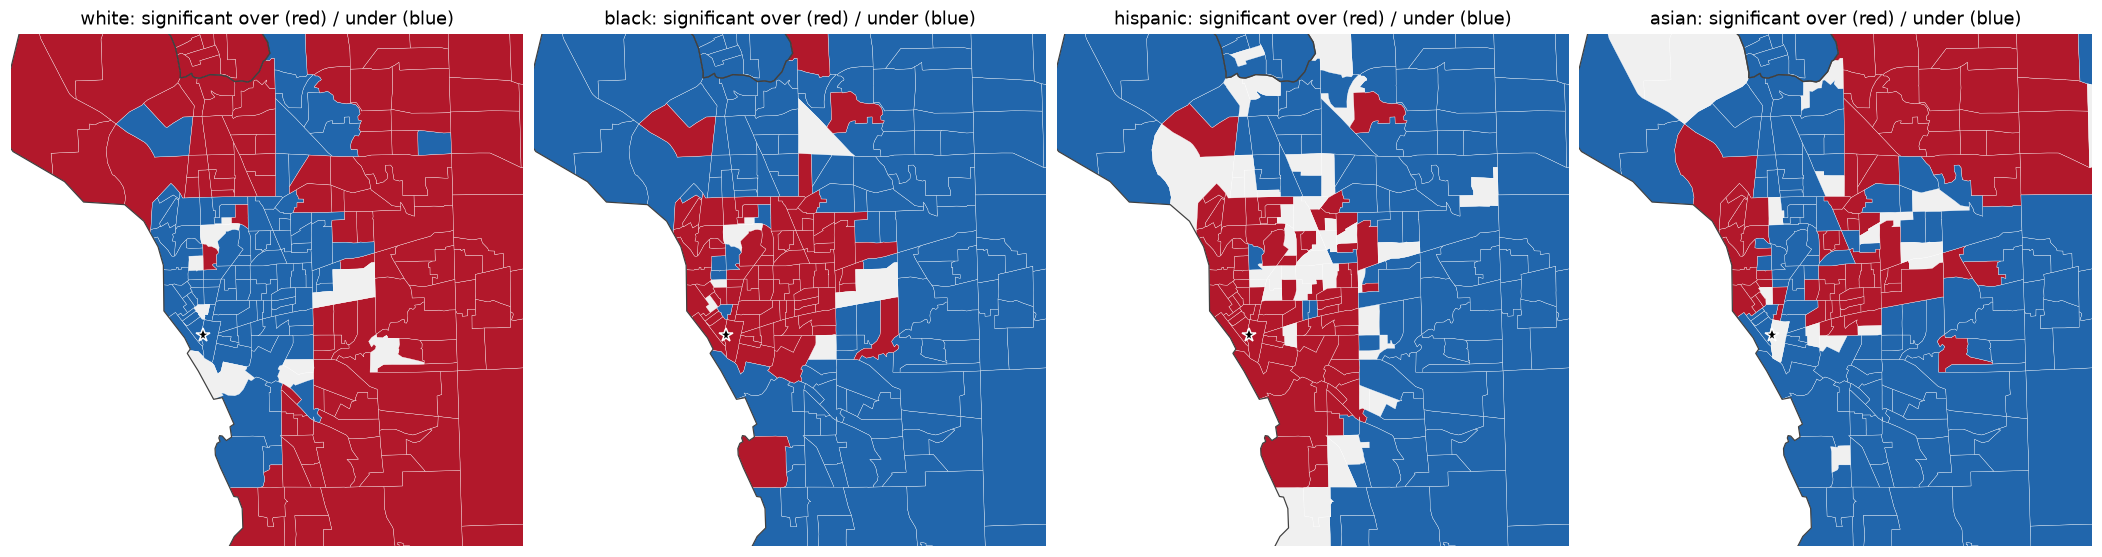 white: significant over (red) / under (blue)
black: significant over (red) / under (blue)
hispanic: significant over (red) / under (blue)
asian: significant over (red) / under (blue)